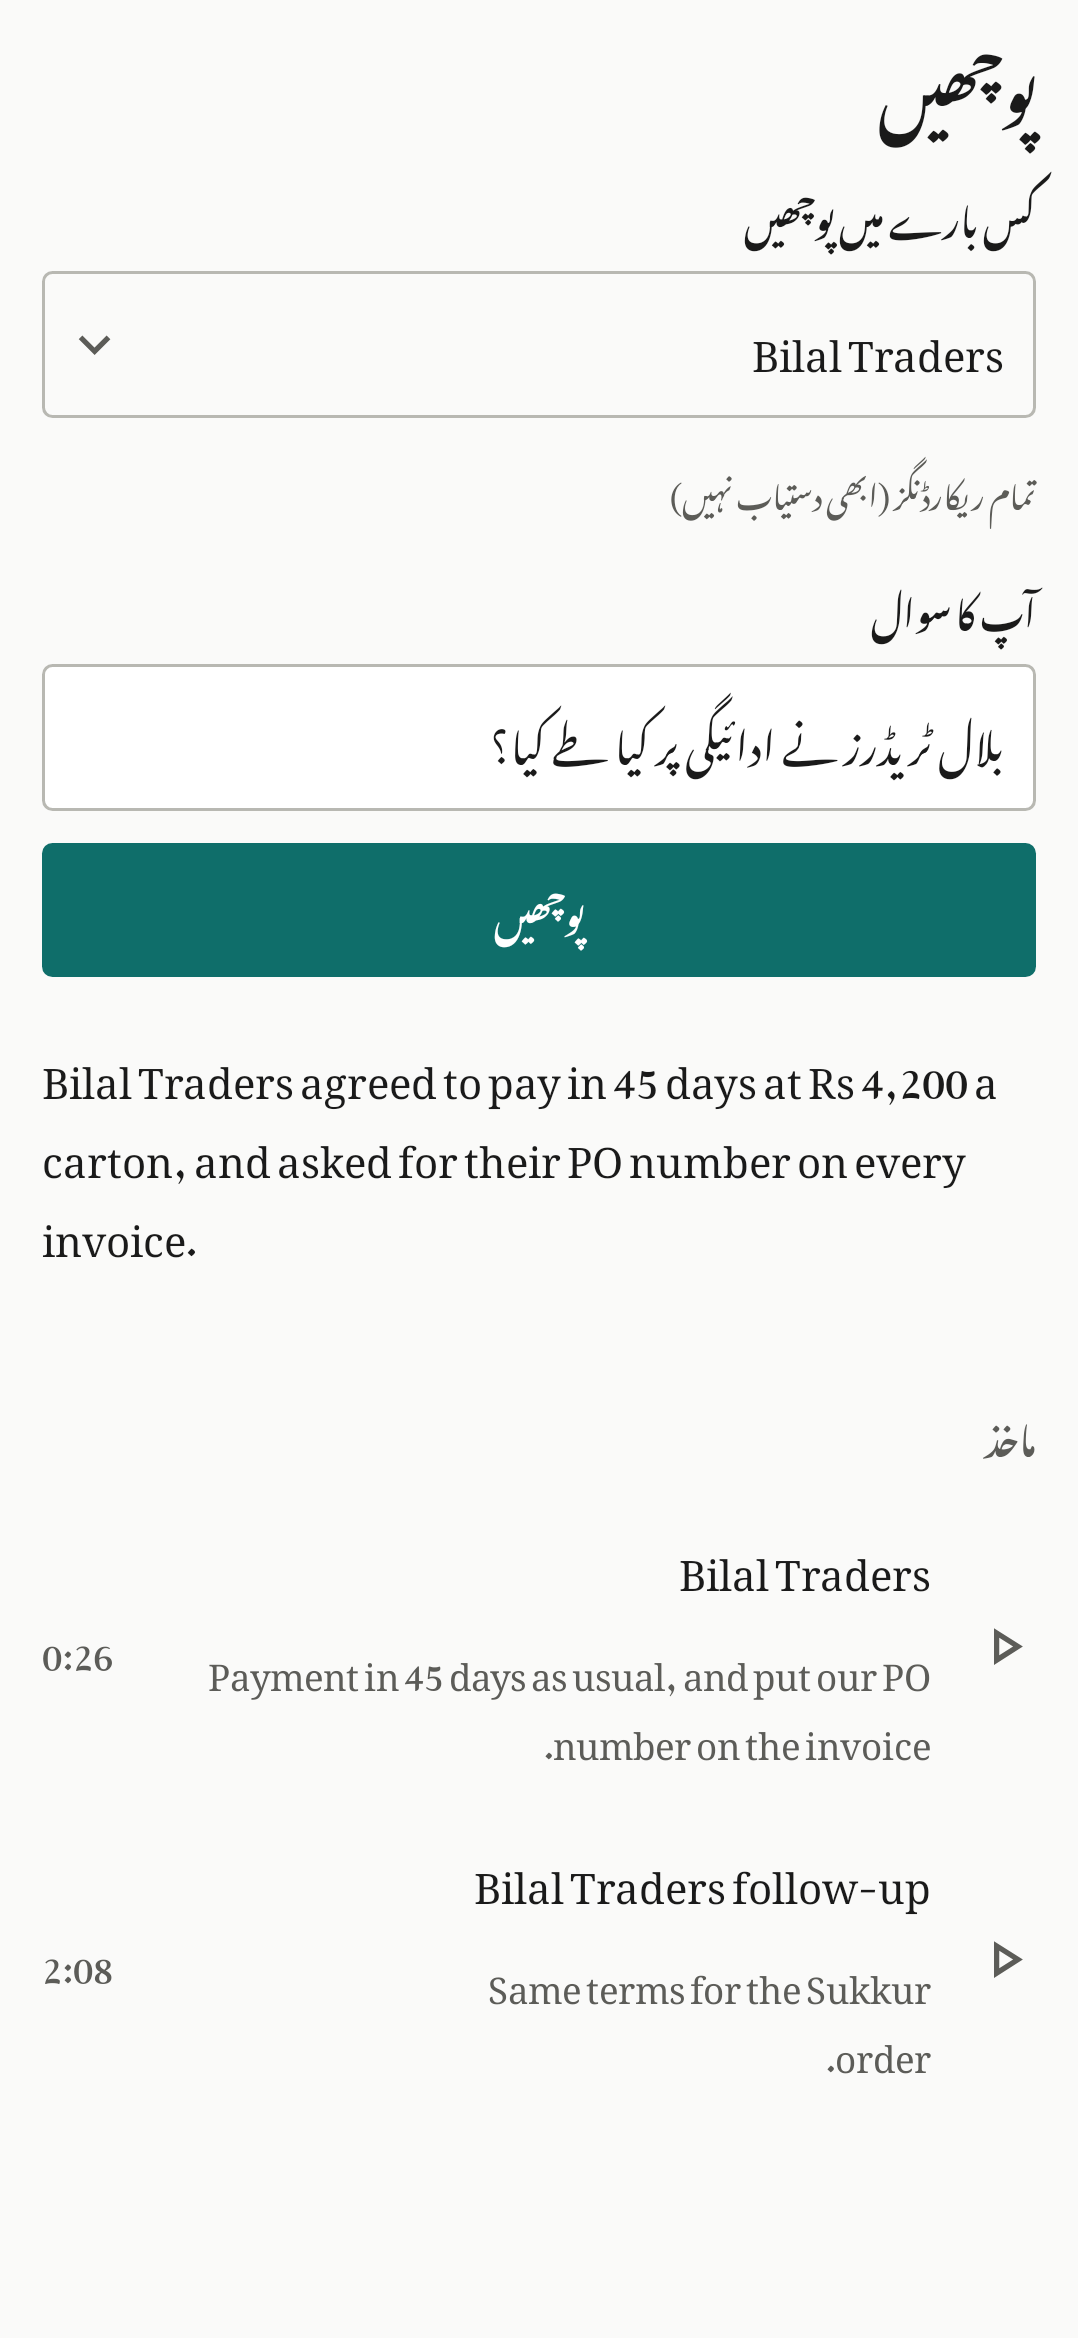 پوچھیں
کس بارے میں پوچھیں
Bilal Traders
تمام ریکارڈنگز (ابھی دستیاب نہیں)
آپ کا سوال
بلال ٹریڈرز نے ادائیگی پر کیا طے کیا؟
پوچھیں
Bilal Traders agreed to pay in 45 days at Rs 4,200 a
carton, and asked for their PO number on every
invoice.
ماخذ
Bilal Traders
0:26
Payment in 45 days as usual, and put our PO
number on the invoice.
Bilal Traders follow-up
2:08
Same terms for the Sukkur
order.